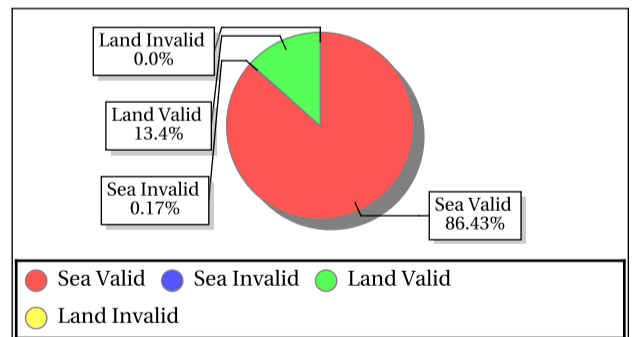 Land Invalid
0.0%
Land Valid
13.4%
Sea Invalid
0.17%
Sea Valid
86.43%
Sea Valid Sea Invalid Land Valid
Land Invalid